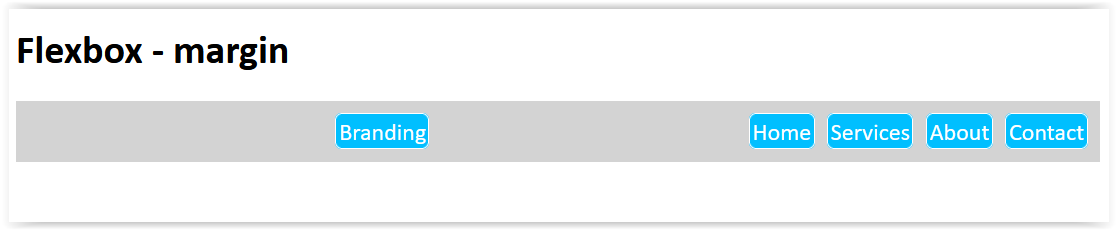 Flexbox - margin
Branding Home Services About Contact